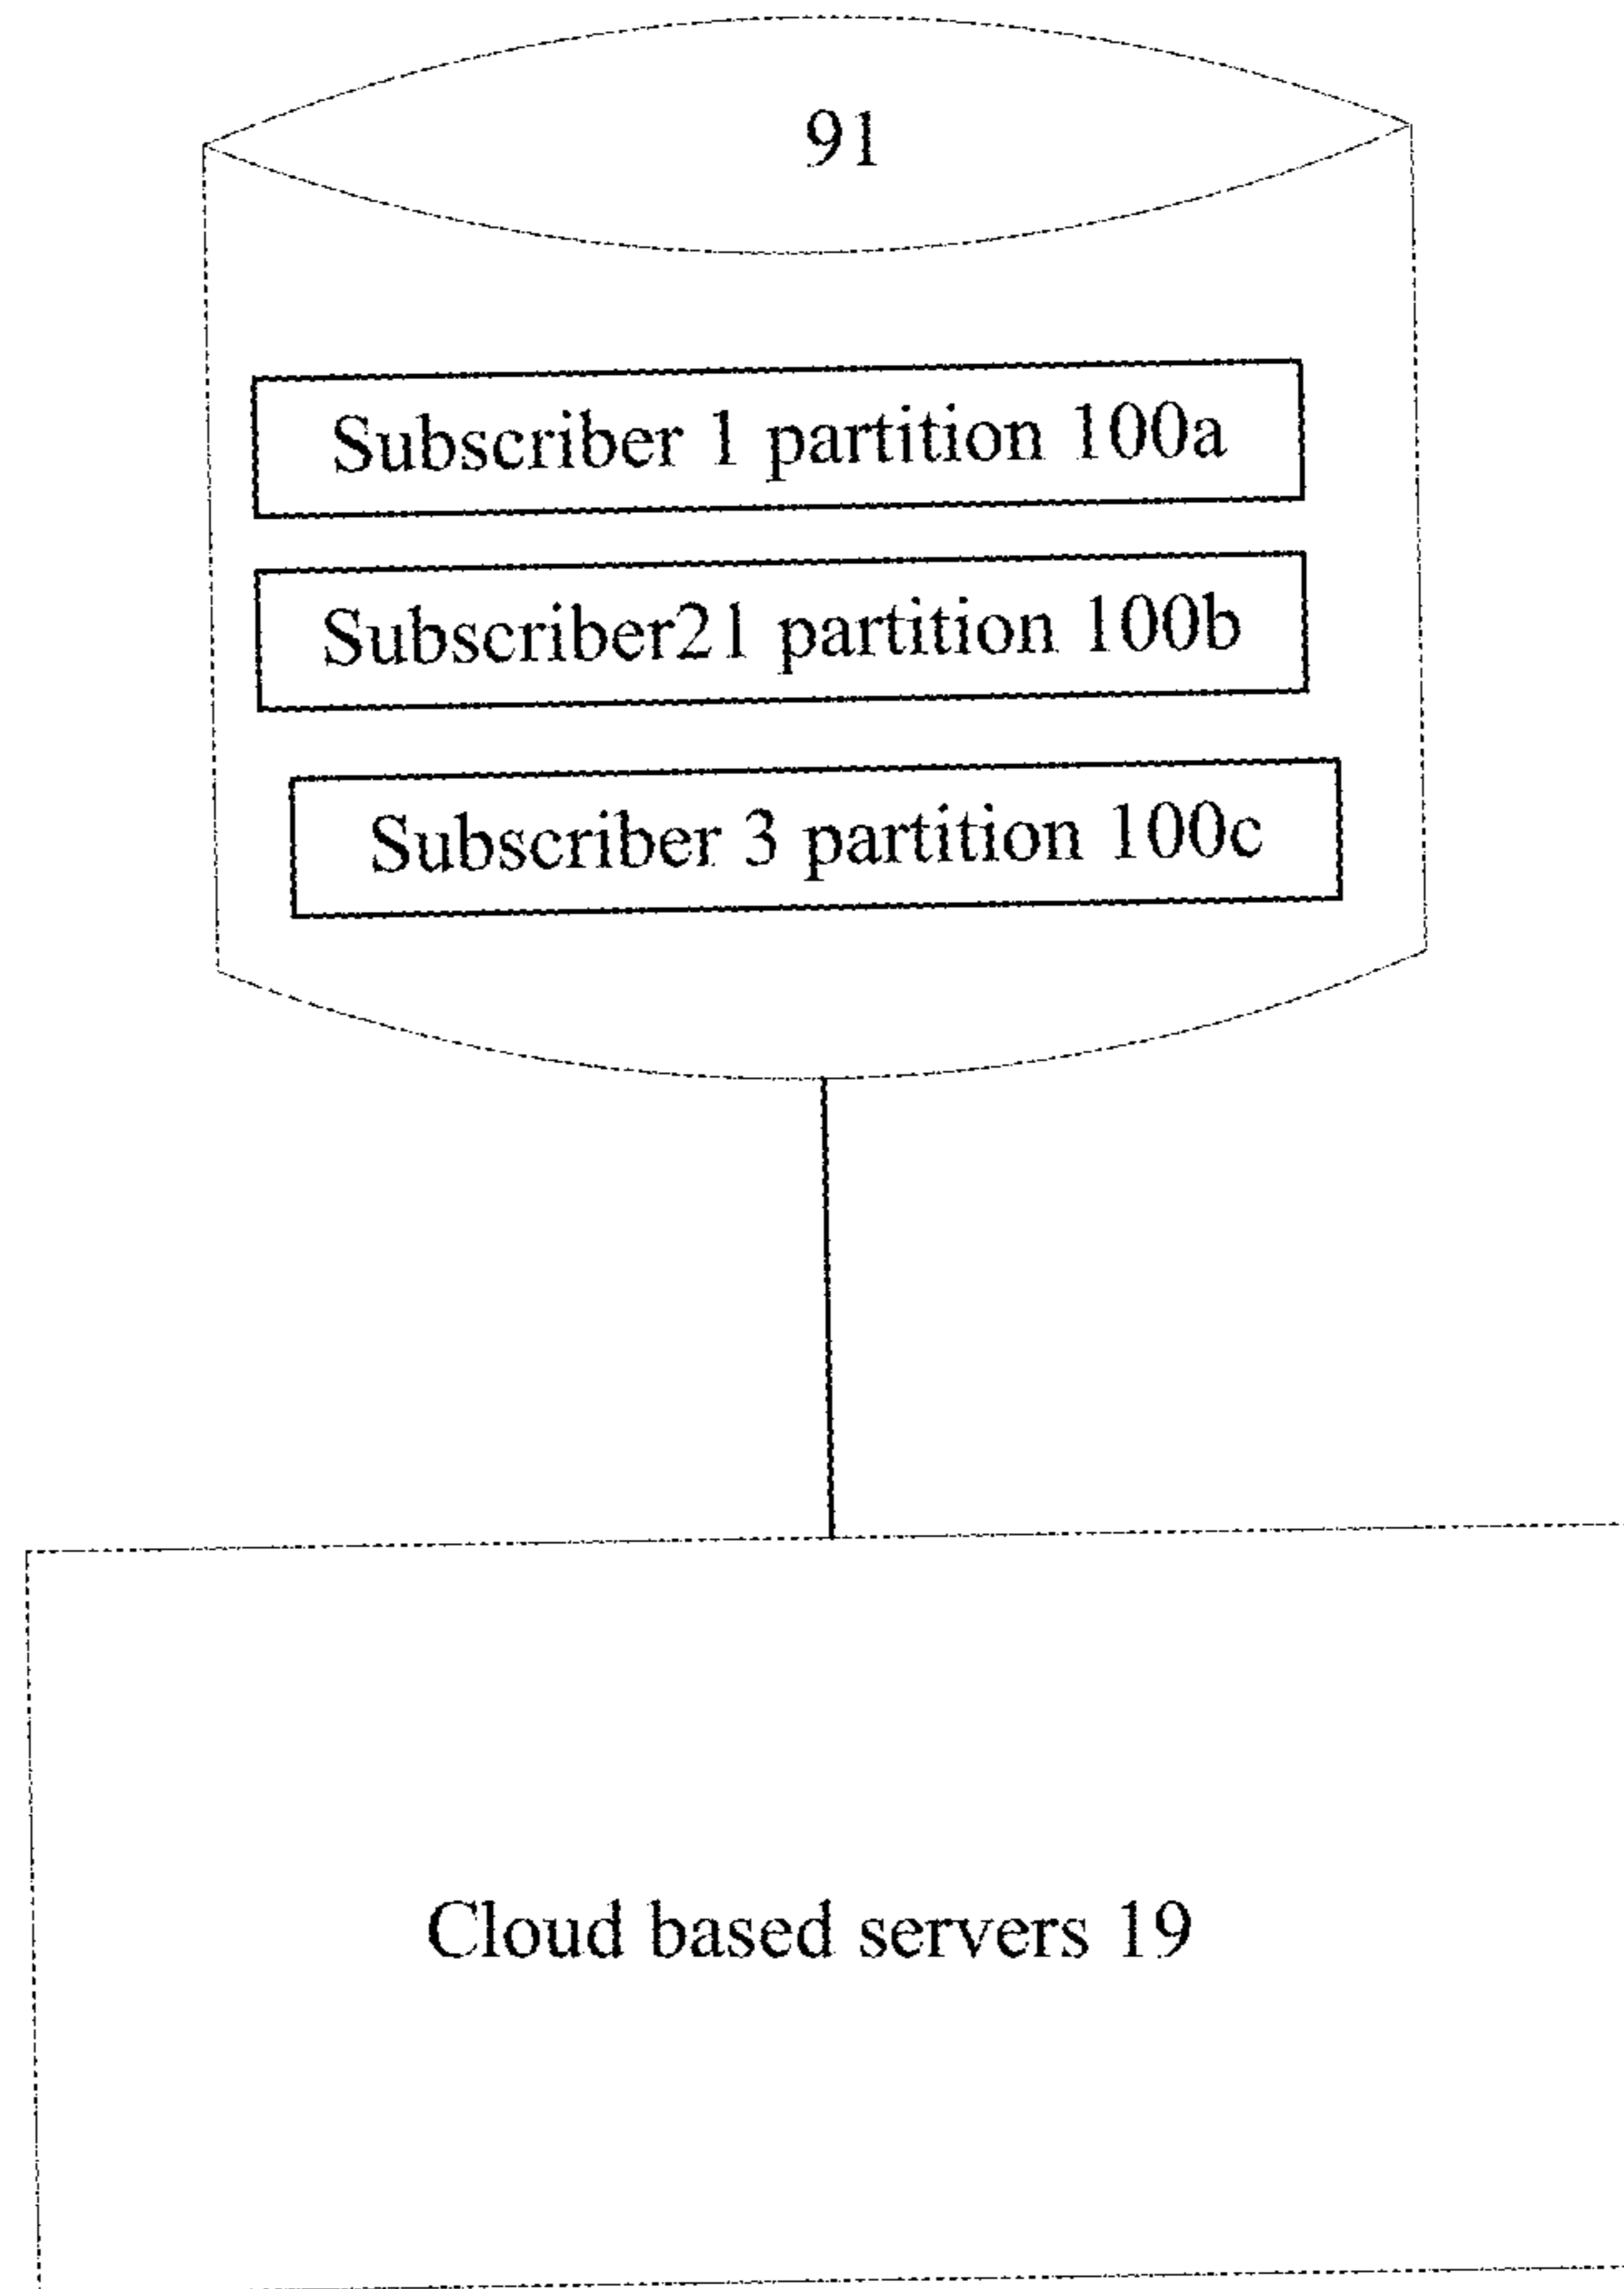 91
Subscriber 1 partition 100a
Subscriber21 partition 100b
Subscriber 3 partition 100c
Cloud based servers 19